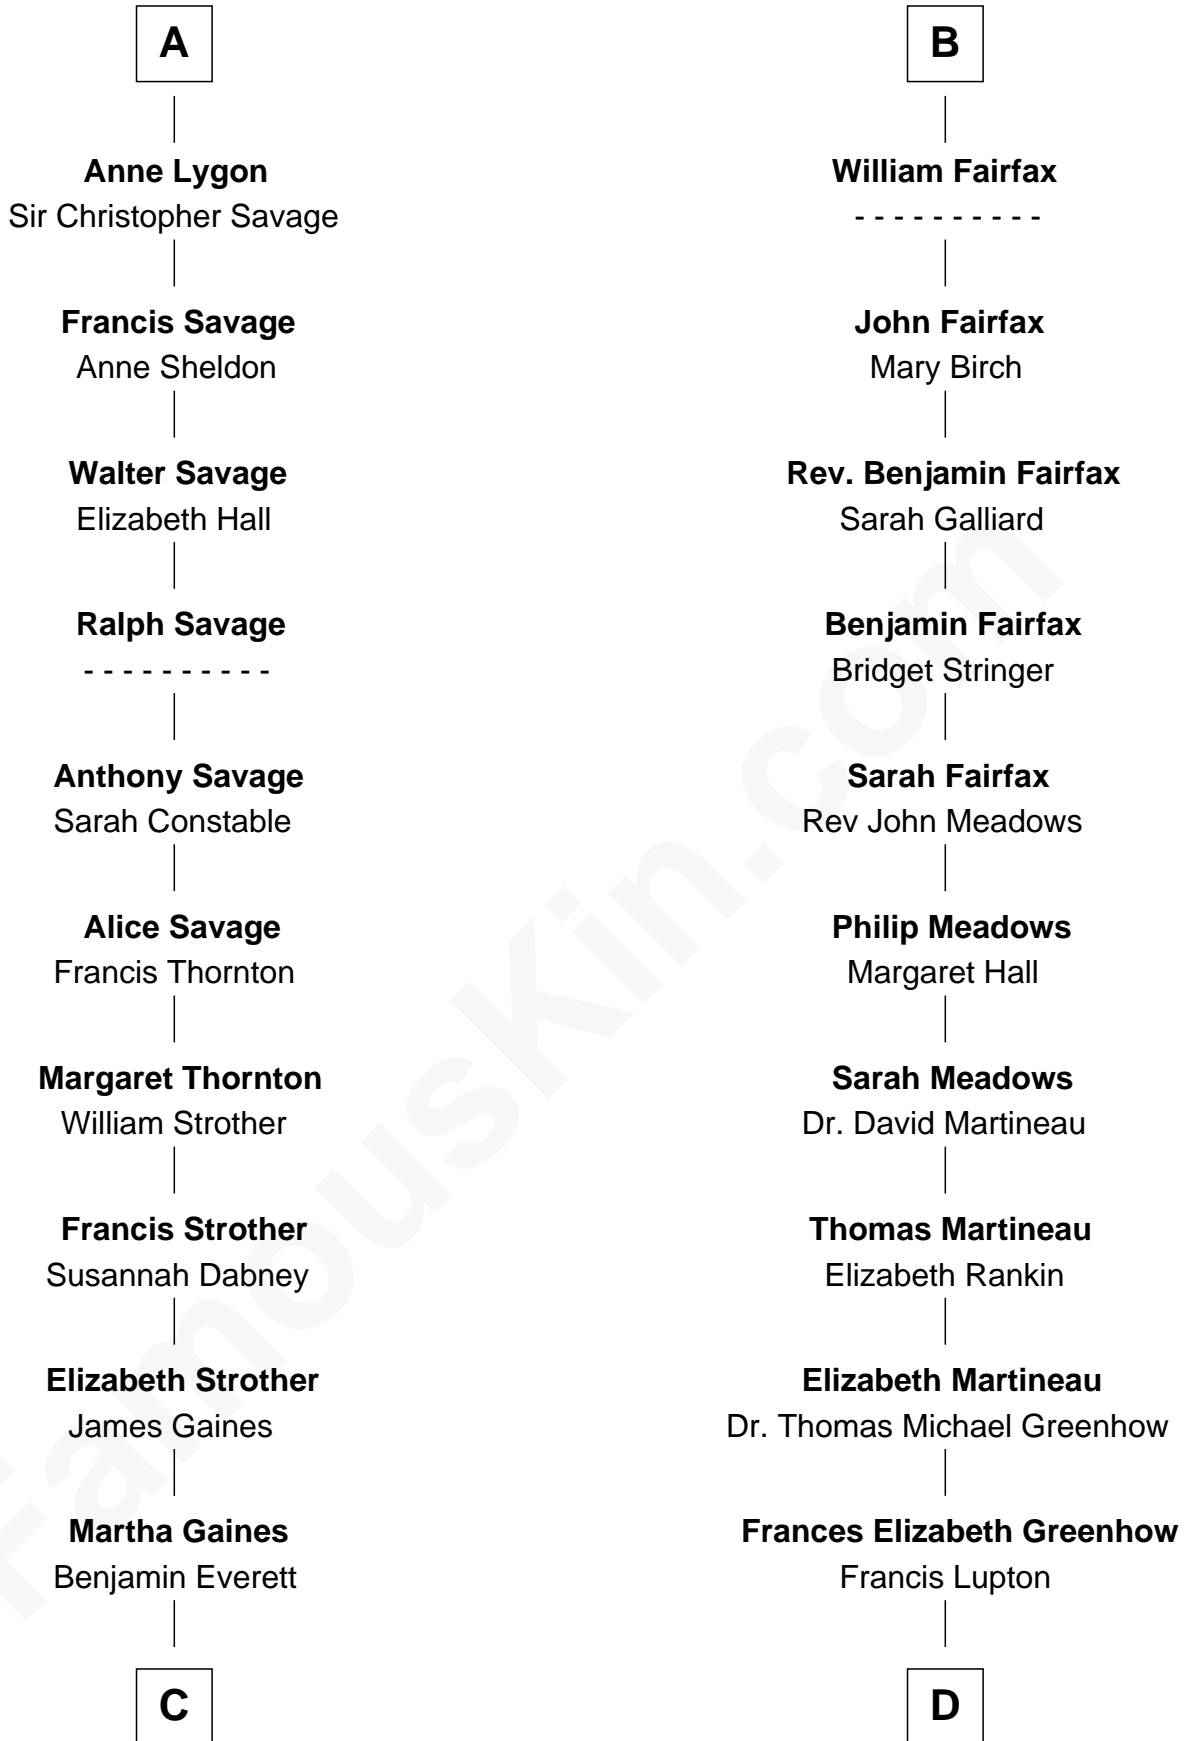 A
Anne Lygon
Sir Christopher Savage
Francis Savage
Anne Sheldon
Walter Savage
Elizabeth Hall
Ralph Savage
- - - - - - - - - -
Anthony Savage
Sarah Constable
Alice Savage
Francis Thornton
Margaret Thornton
William Strother
Francis Strother
Susannah Dabney
Elizabeth Strother
James Gaines
Martha Gaines
Benjamin Everett
C
B
William Fairfax
- - - - - - - - - -
John Fairfax
Mary Birch
Rev. Benjamin Fairfax
Sarah Galliard
Benjamin Fairfax
Bridget Stringer
Sarah Fairfax
Rev John Meadows
Philip Meadows
Margaret Hall
Sarah Meadows
Dr. David Martineau
Thomas Martineau
Elizabeth Rankin
Elizabeth Martineau
Dr. Thomas Michael Greenhow
Frances Elizabeth Greenhow
Francis Lupton
D
FamousKin.com